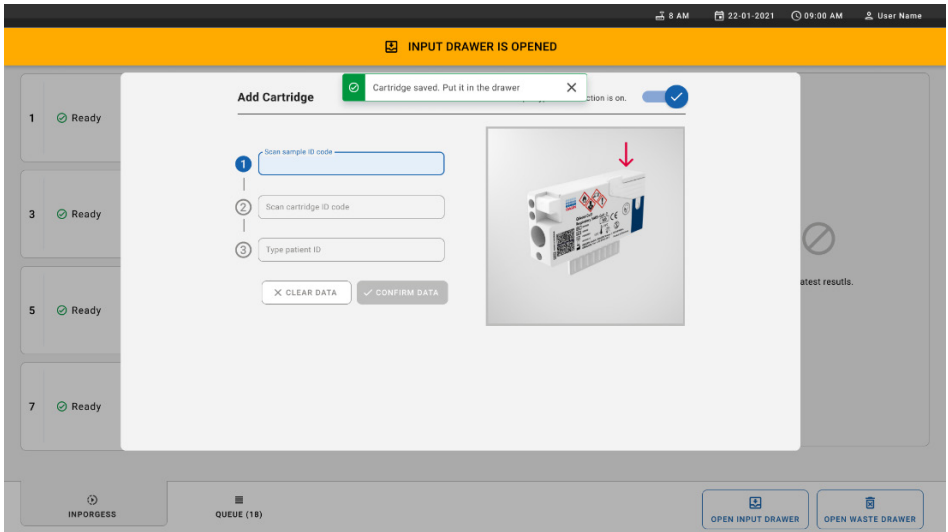 8 AM
22-01-2021
09:00 AM
User Name
INPUT DRAWER IS OPENED
Cartridge saved. Put it in the drawer
Add Cartridge
ction is on.
1
Ready
3
Ready
5
Ready
7
Ready
1
Scan sample ID code
2
Scan cartridge ID code
3
Type patient ID
CLEAR DATA
CONFIRM DATA
CE
atest resutls.
INPORGESS
QUEUE (18)
OPEN INPUT DRAWER
OPEN WASTE DRAWER